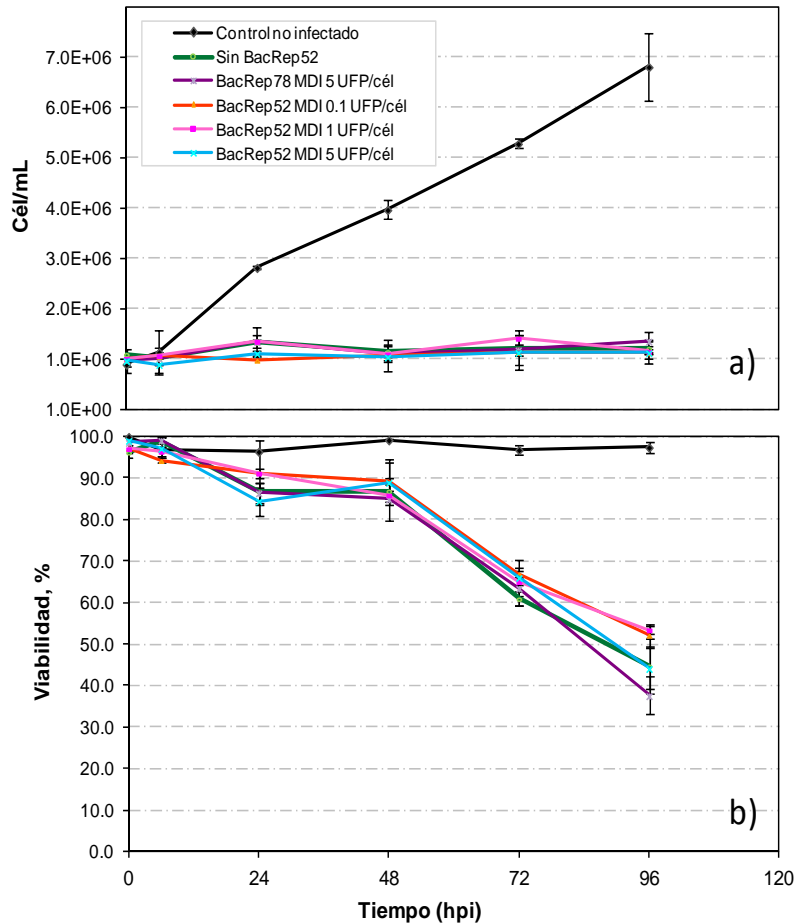 Control no infectado
Sin BacRep52
BacRep78 MDI 5 UFP/cél
BacRep52 MDI 0.1 UFP/cél
BacRep52 MDI 1 UFP/cél
BacRep52 MDI 5 UFP/cél
7.0E+06
6.0E+06
5.0E+06
4.0E+06
3.0E+06
2.0E+06
1.0E+06
1.0E+00
Cél/mL
a)
100.0
90.0
80.0
70.0
60.0
50.0
40.0
30.0
20.0
10.0
0.0
Viabilidad, %
b)
0 24 48 72 96 120
Tiempo (hpi)